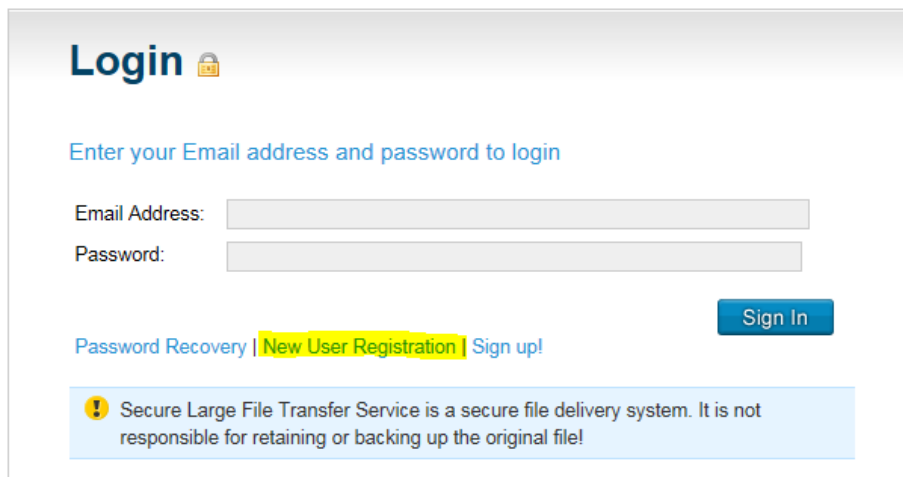 Login
Enter your Email address and password to login
Email Address:
Password:
Sign In
Password Recovery | New User Registration | Sign up!
Secure Large File Transfer Service is a secure file delivery system. It is not
responsible for retaining or backing up the original file!